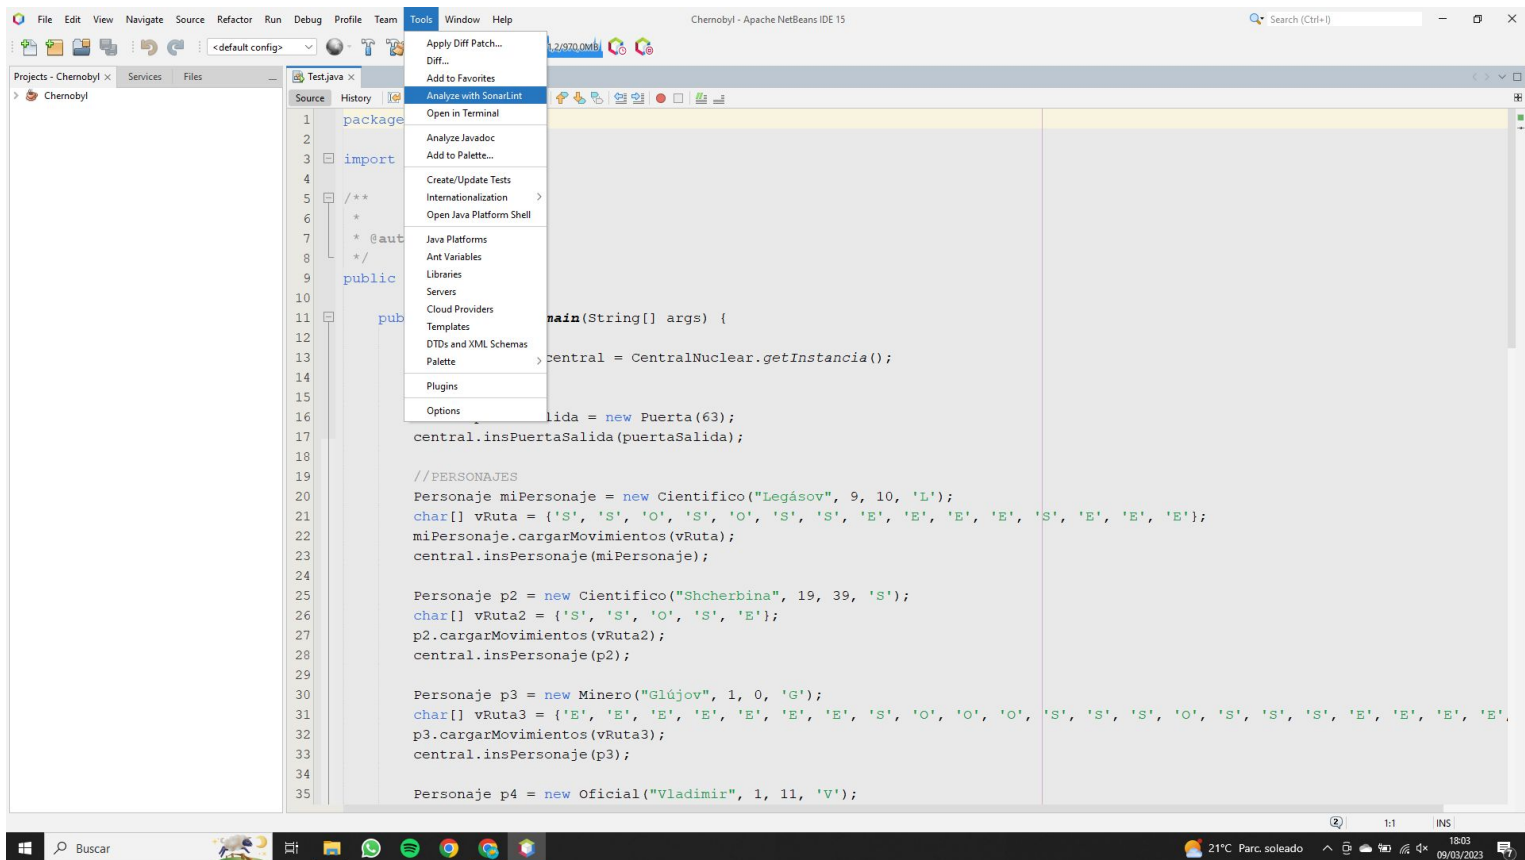 File Edit View Navigate Source Refactor Run Debug Profile Team Tools Window Help Chernobyl - Apache NetBeans IDE 15 Search (Ctrl+I)
<default config>
Projects - Chernobyl × Services Files
Chernobyl
Test.java ×
Source History
Apply Diff Patch...
Diff...
Add to Favorites
Analyze with SonarLint
Open in Terminal
Analyze Javadoc
Add to Palette...
Create/Update Tests
Internationalization
Open Java Platform Shell
Java Platforms
Ant Variables
Libraries
Servers
Cloud Providers
Templates
DTDs and XML Schemas
Palette
Plugins
Options
1 package
2
3 import
4
5 /**
6 *
7 * @aut
8 */
9 public
10
11 pub main(String[] args) {
12
13 central = CentralNuclear.getInstancia();
14
15
16 lida = new Puerta(63);
17 central.insPuertaSalida(puertaSalida);
18
19 //PERSONAJES
20 Personaje miPersonaje = new Cientifico("Legásov", 9, 10, 'L');
21 char[] vRuta = {'S', 'S', 'O', 'S', 'O', 'S', 'S', 'E', 'E', 'E', 'E', 'S', 'E', 'E', 'E'};
22 miPersonaje.cargarMovimientos(vRuta);
23 central.insPersonaje(miPersonaje);
24
25 Personaje p2 = new Cientifico("Shcherbina", 19, 39, 'S');
26 char[] vRuta2 = {'S', 'S', 'O', 'S', 'E'};
27 p2.cargarMovimientos(vRuta2);
28 central.insPersonaje(p2);
29
30 Personaje p3 = new Minero("Glújov", 1, 0, 'G');
31 char[] vRuta3 = {'E', 'E', 'E', 'E', 'E', 'E', 'E', 'S', 'O', 'O', 'O', 'S', 'S', 'S', 'O', 'S', 'S', 'S', 'E', 'E', 'E', 'E',
32 p3.cargarMovimientos(vRuta3);
33 central.insPersonaje(p3);
34
35 Personaje p4 = new Oficial("Vladimir", 1, 11, 'V');
2 1:1 INS
Buscar
21°C Parc. soleado
18:03
09/03/2023